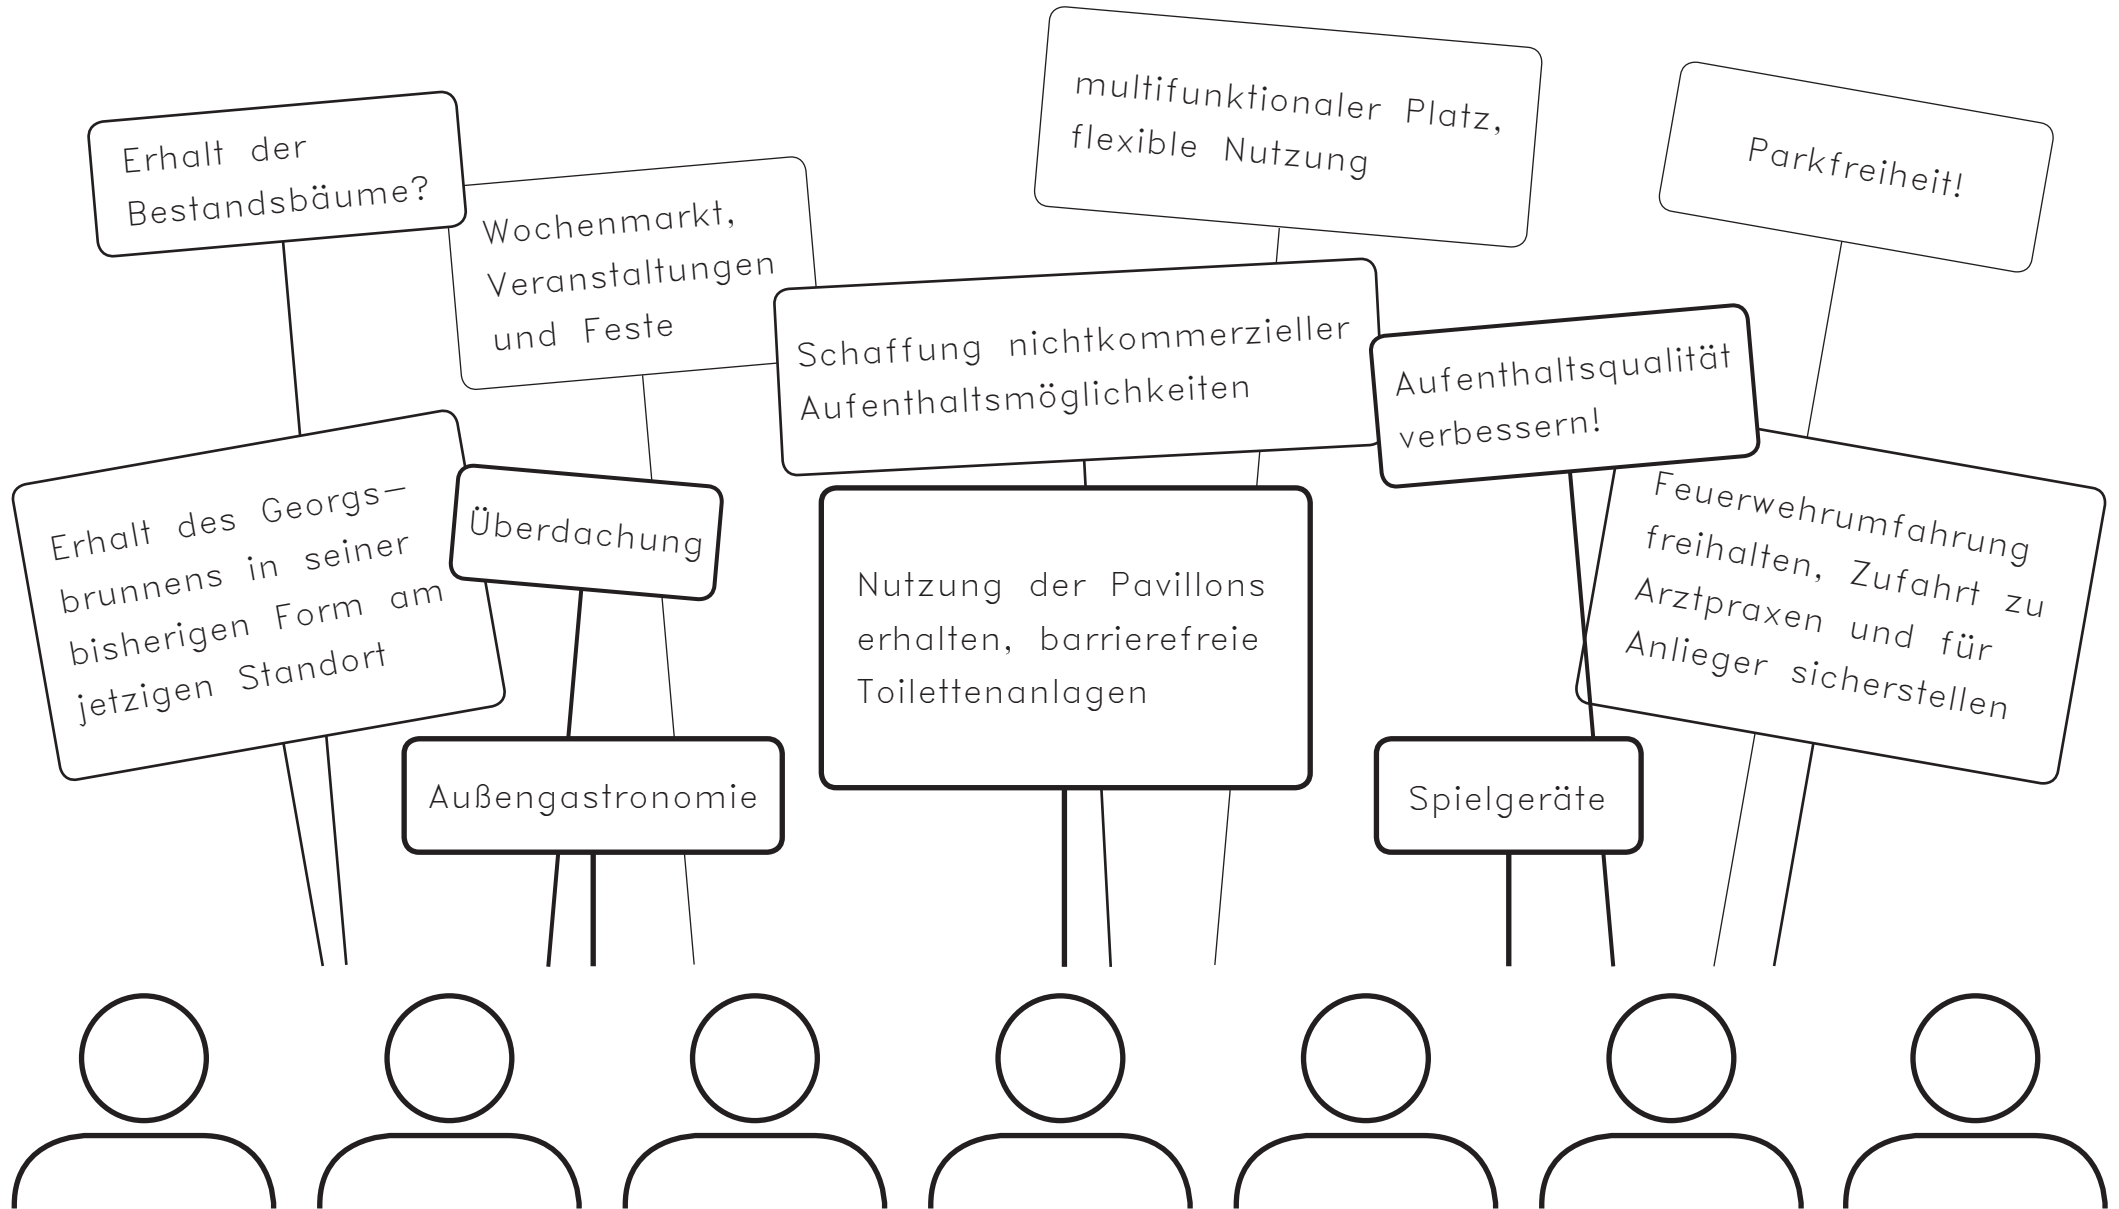 Erhalt der
Bestandsbäume?
Wochenmarkt,
Veranstaltungen
und Feste
multifunktionaler Platz,
flexible Nutzung
Parkfreiheit!
Schaffung nichtkommerzieller
Aufenthaltsmöglichkeiten
Aufenthaltsqualität
verbessern!
Erhalt des Georgs-
brunnens in seiner
bisherigen Form am
jetzigen Standort
Überdachung
Nutzung der Pavillons
erhalten, barrierefreie
Toilettenanlagen
Feuerwehrumfahrung
freihalten, Zufahrt zu
Arztpraxen und für
Anlieger sicherstellen
Außengastronomie
Spielgeräte